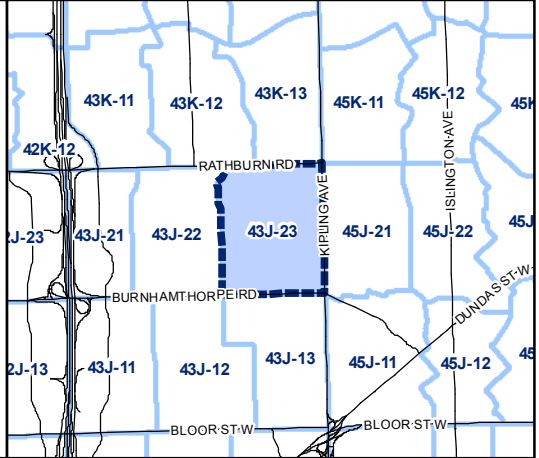 43K-11
43K-12
43K-13
45K-11
45K-12
45K
42K-12
RATHBURN RD
ISLINGTON AVE
KIPLING AVE
2J-23
43J-21
43J-22
43J-23
45J-21
45J-22
45J
BURNHAMTHORPE RD
DUNDAS ST W
2J-13
43J-11
43J-12
43J-13
45J-11
45J-12
45
BLOOR ST W
BLOOR ST W